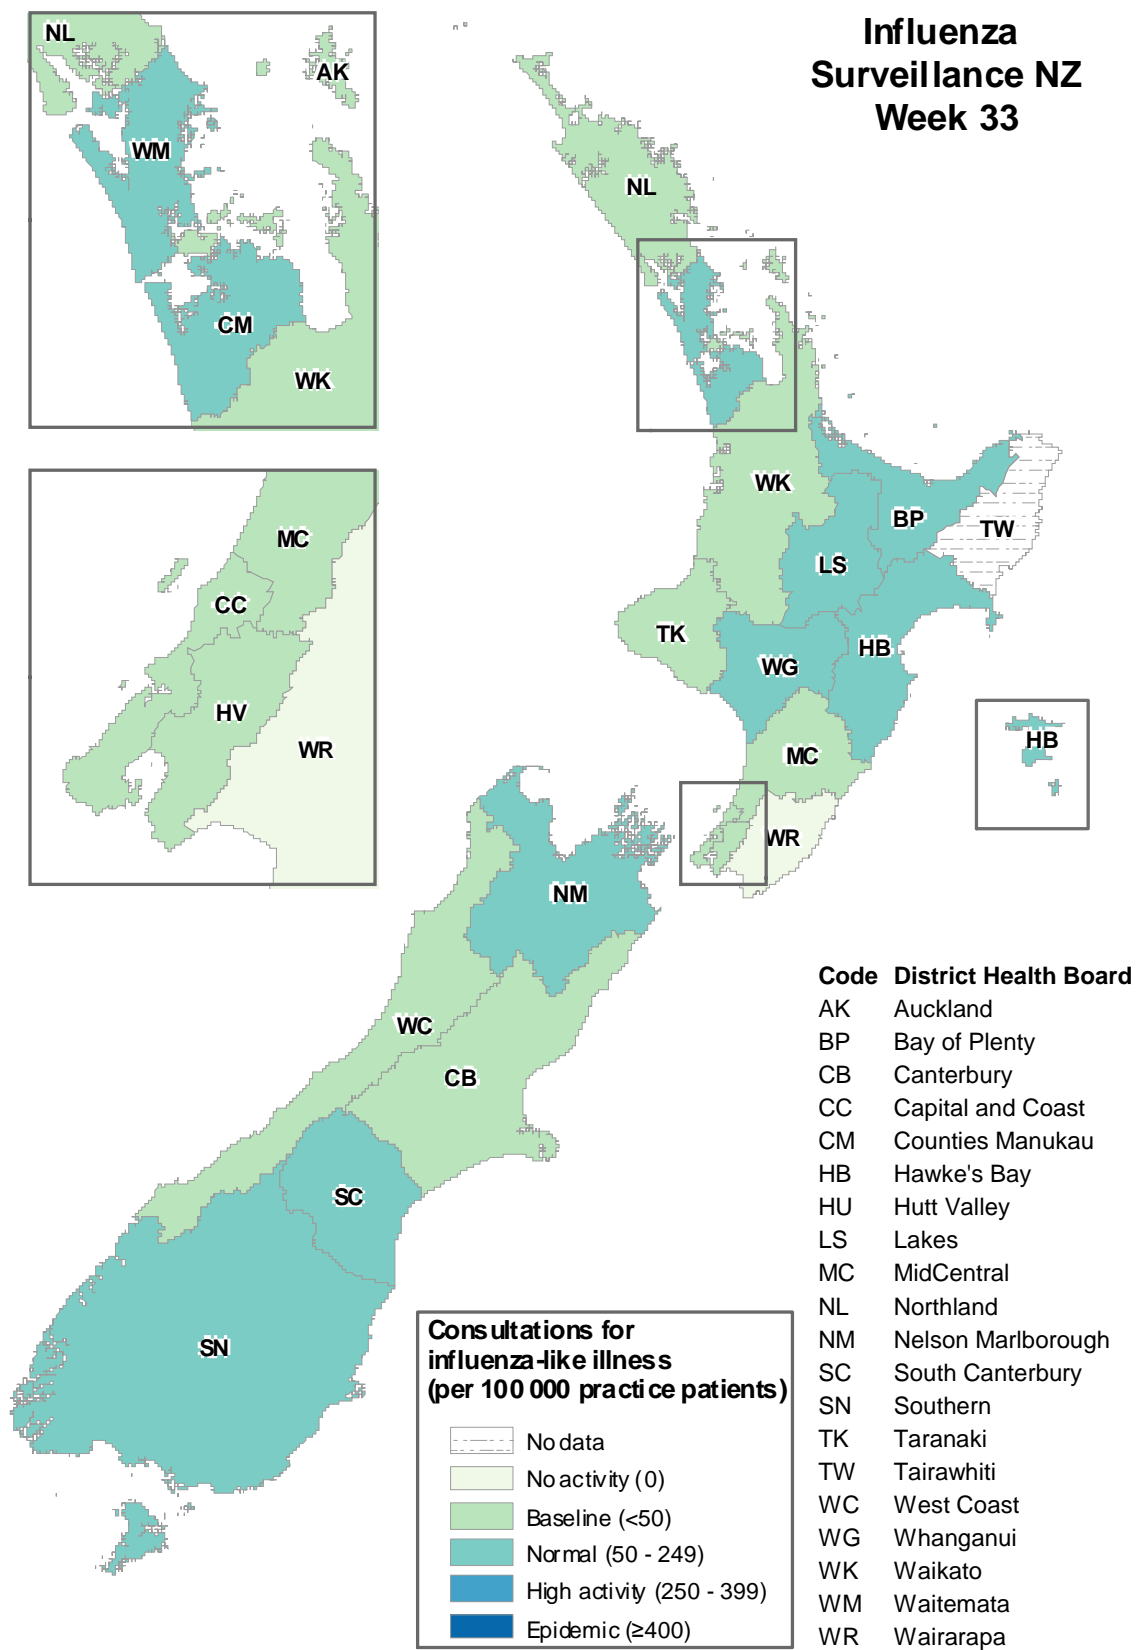 Influenza
Surveillance NZ
Week 33
NL
AK
WM
CM
WK
NL
WK
BP
TW
LS
TK
HB
WG
MC
WR
HB
MC
CC
HV
WR
NM
WC
CB
SC
SN
Code District Health Board
AK Auckland
BP Bay of Plenty
CB Canterbury
CC Capital and Coast
CM Counties Manukau
HB Hawke's Bay
HU Hutt Valley
LS Lakes
MC MidCentral
NL Northland
NM Nelson Marlborough
SC South Canterbury
SN Southern
TK Taranaki
TW Tairawhiti
WC West Coast
WG Whanganui
WK Waikato
WM Waitemata
WR Wairarapa
Consultations for
influenza-like illness
(per 100 000 practice patients)
No data
No activity (0)
Baseline (<50)
Normal (50 - 249)
High activity (250 - 399)
Epidemic (≥400)